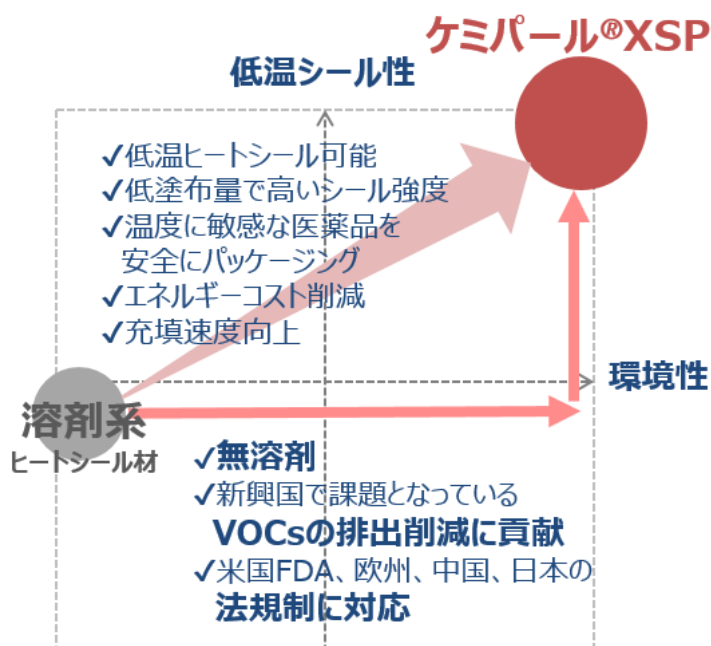 ケミパール®XSP
低温シール性
✓低温ヒートシール可能
✓低塗布量で高いシール強度
✓温度に敏感な医薬品を
安全にパッケージング
✓エネルギーコスト削減
✓充填速度向上
環境性
溶剤系
ヒートシール材
✓無溶剤
✓新興国で課題となっている
VOCsの排出削減に貢献
✓米国FDA、欧州、中国、日本の
法規制に対応